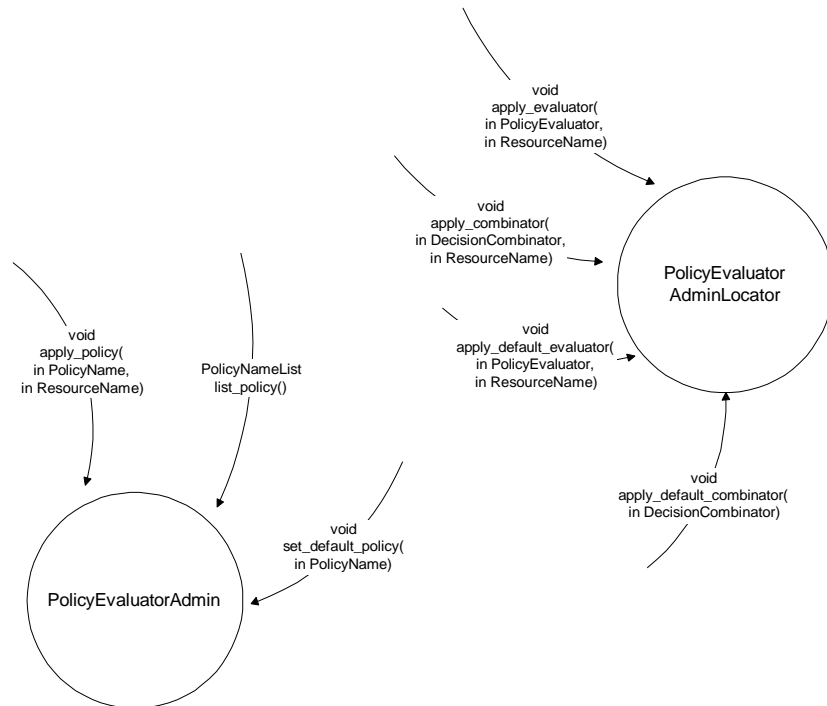 void
apply_evaluator(
in PolicyEvaluator,
in ResourceName)
void
apply_combinator(
in DecisionCombinator,
in ResourceName)
PolicyEvaluator
AdminLocator
void
apply_default_evaluator(
in PolicyEvaluator,
in ResourceName)
void
apply_policy(
in PolicyName,
in ResourceName)
PolicyNameList
list_policy()
void
apply_default_combinator(
in DecisionCombinator)
void
set_default_policy(
in PolicyName)
PolicyEvaluatorAdmin